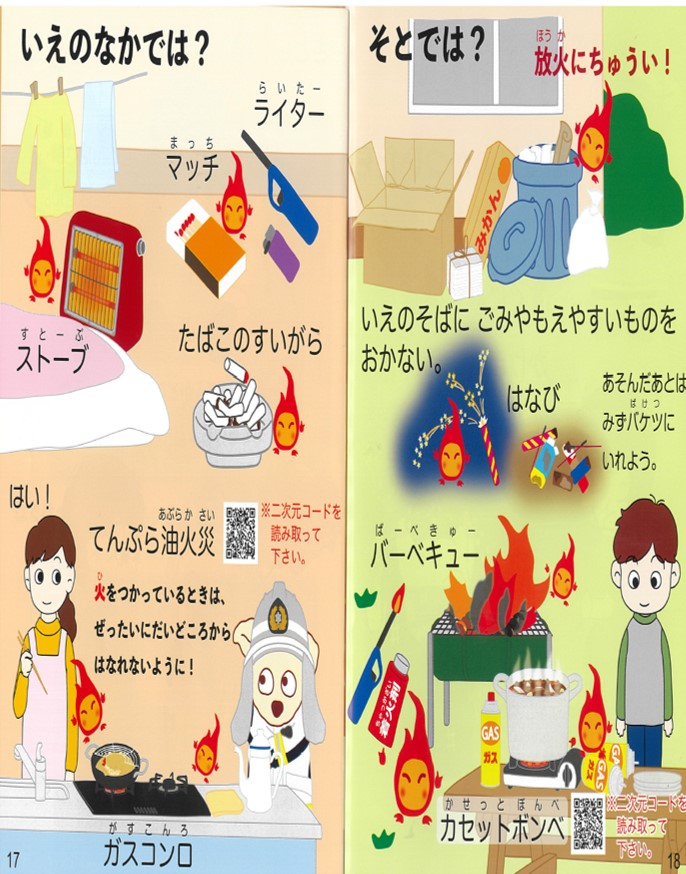 いえのなかでは？
らいたー
ライター
まっち
マッチ
すとーぶ
ストーブ
たばこのすいがら
はい！
あぶらかさい
てんぷら油火災
※二次元コードを
読み取って
下さい。
ひ
火をつかっているときは、
ぜったいにだいどころから
はなれないように！
がすこんろ
ガスコンロ
17
そとでは？
ほうか
放火にちゅうい！
みかん
いえのそばに ごみやもえやすいものを
おかない。
はなび
あそんだあとは
ばけつ
みずバケツに
いれよう。
ばーべきゅー
バーベキュー
GAS
ガス
GAS
ガス
かせっとぼんべ
カセットボンベ
※二次元コードを
読み取って
下さい。
18